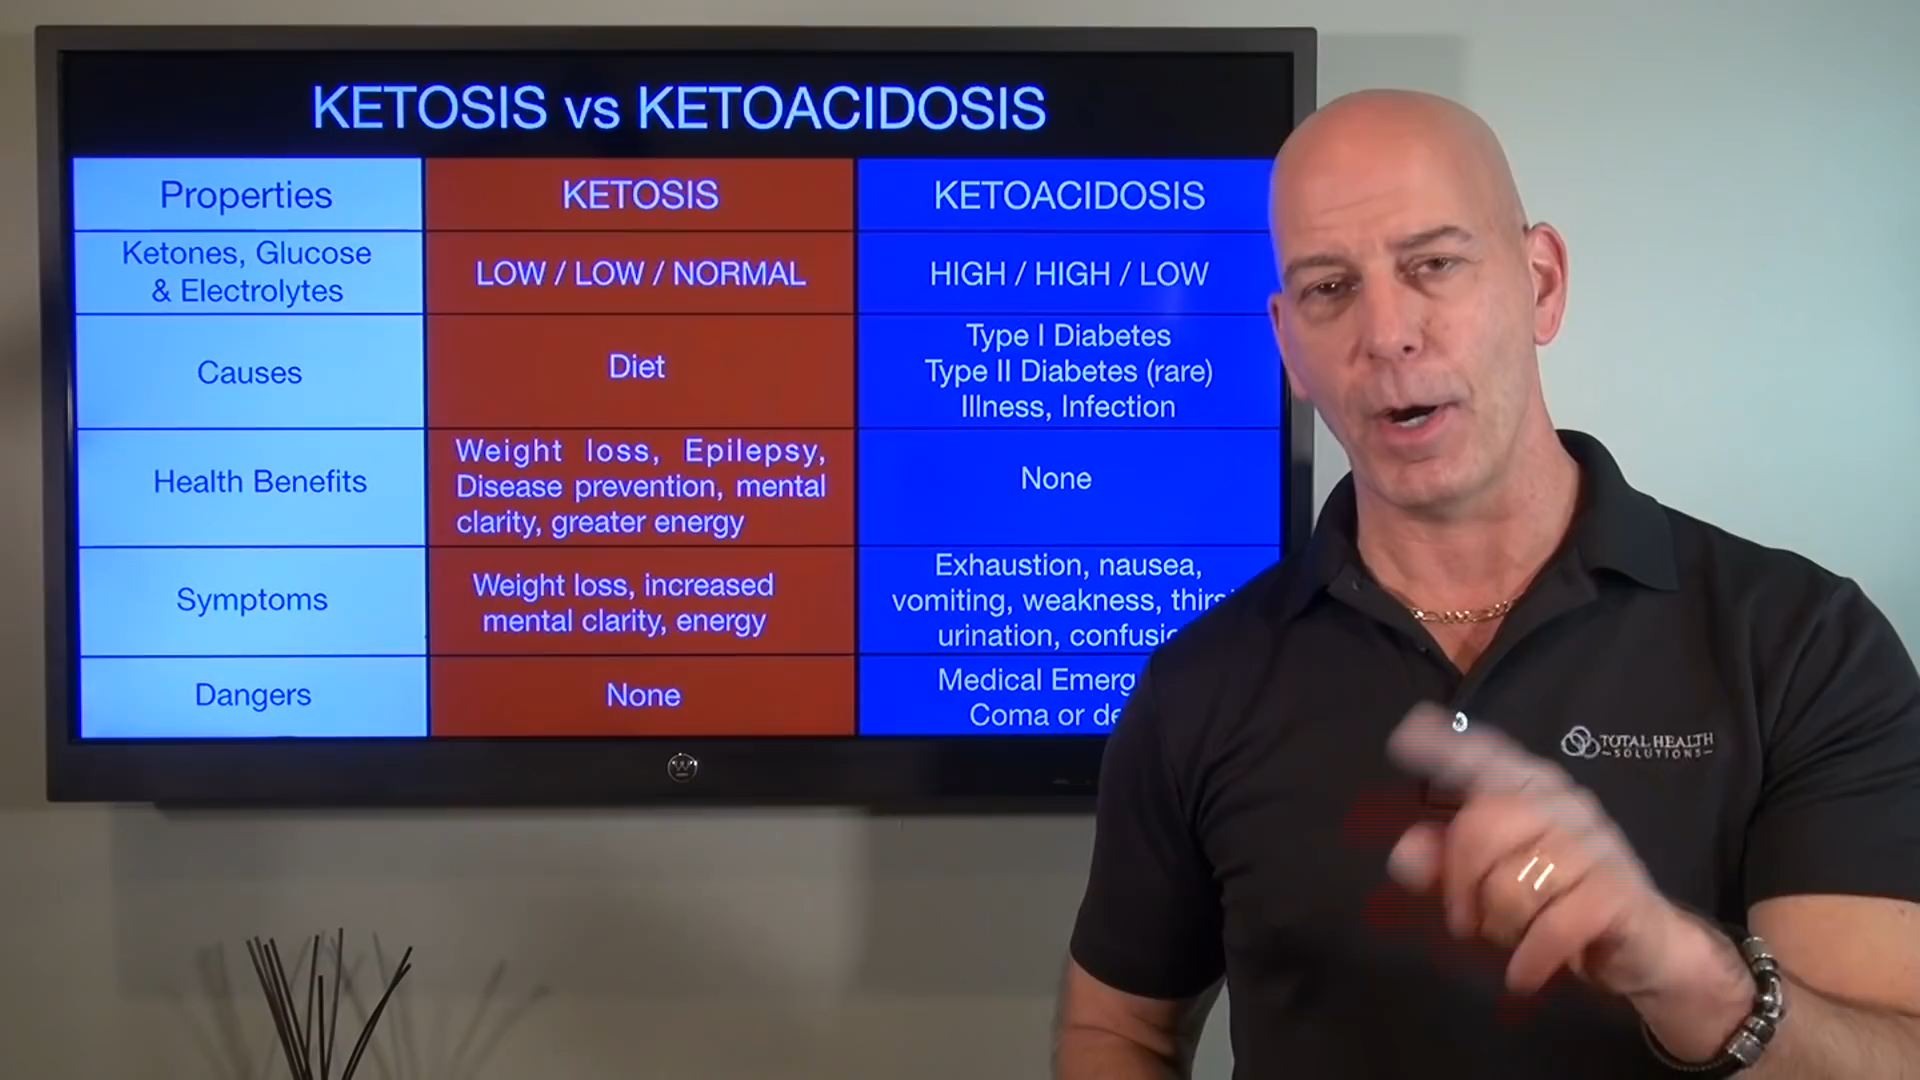 KETOSIS vs KETOACIDOSIS
Properties
KETOSIS
KETOACIDOSIS
Ketones, Glucose
& Electrolytes
LOW / LOW / NORMAL
HIGH / HIGH / LOW
Causes
Diet
Type I Diabetes
Type II Diabetes (rare)
Illness, Infection
Health Benefits
Weight loss, Epilepsy,
Disease prevention, mental
clarity, greater energy
None
Symptoms
Weight loss, increased
mental clarity, energy
Exhaustion, nausea,
vomiting, weakness,
urination,
Dangers
None
Medical
Coma or
TOTAL HEALTH
SOLUTIONS